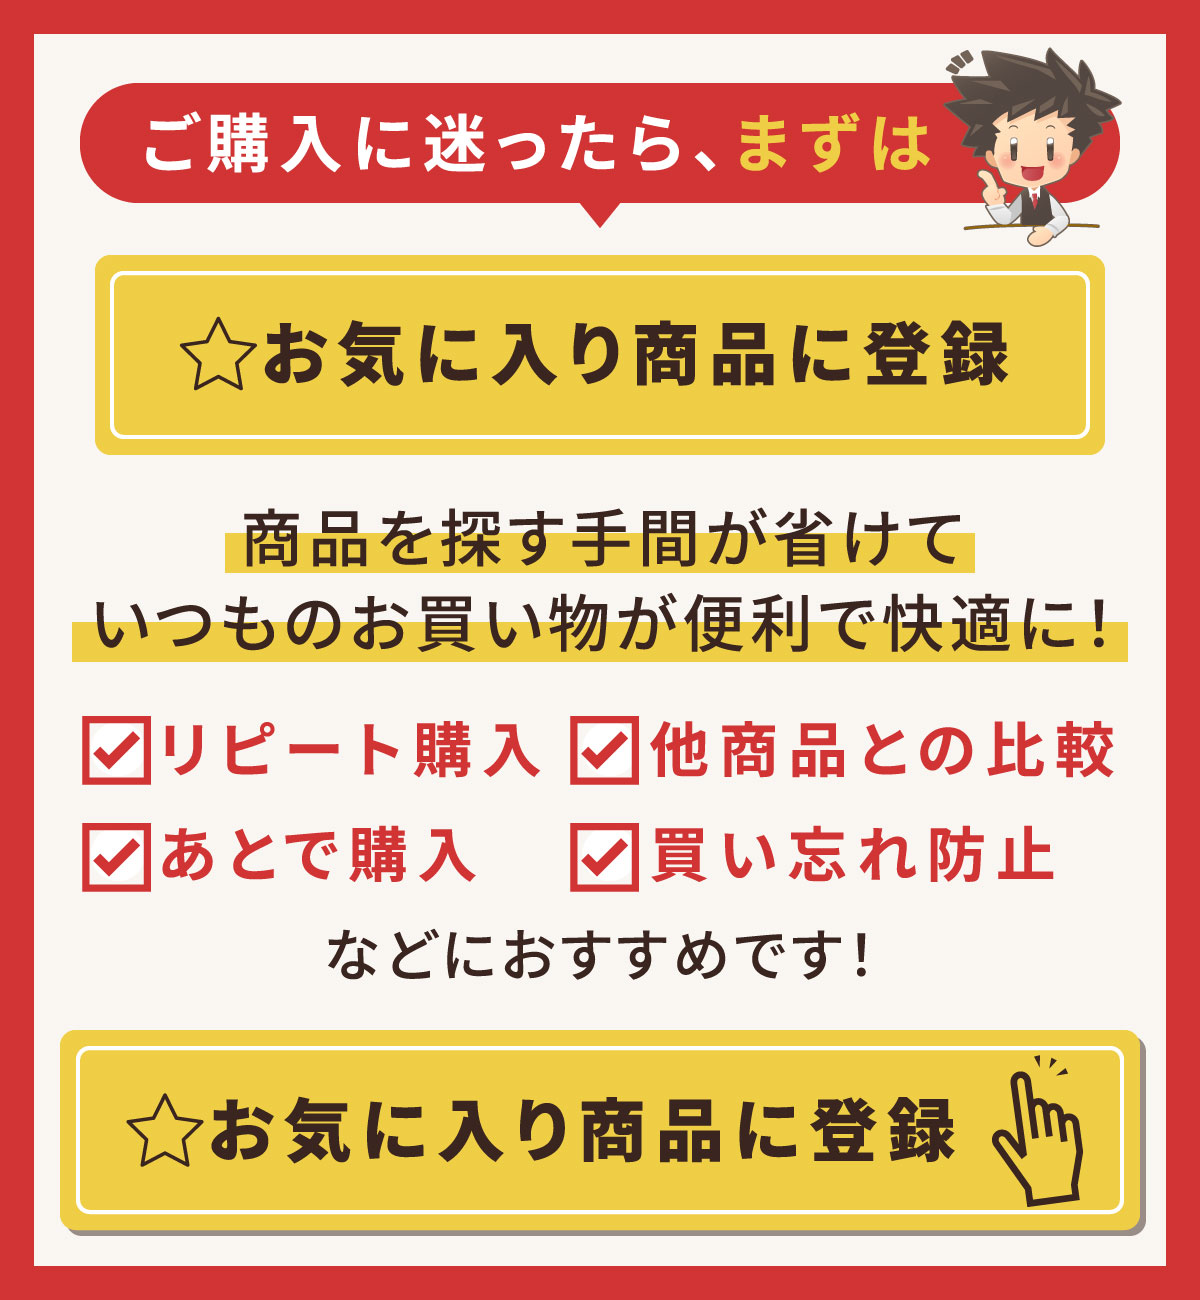 ご購入に迷ったら、まずは
☆お気に入り商品に登録
商品を探す手間が省けて
いつものお買い物が便利で快適に！
リピート購入 他商品との比較
あとで購入 買い忘れ防止
などにおすすめです！
☆お気に入り商品に登録